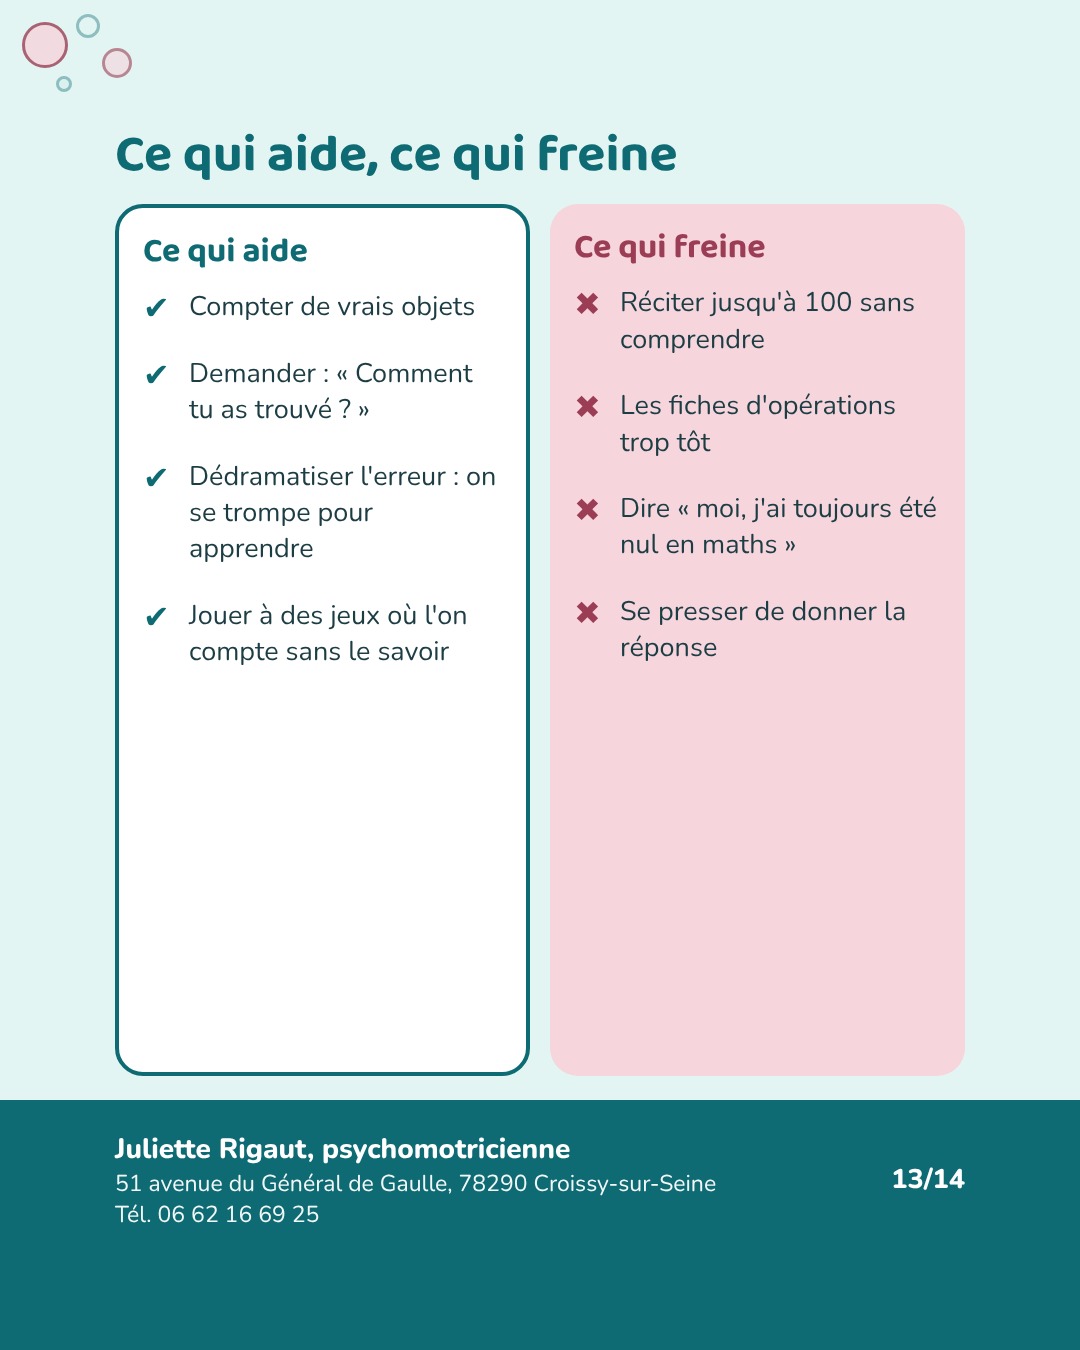 Ce qui aide, ce qui freine
Ce qui aide
✔ Compter de vrais objets
✔ Demander : « Comment
tu as trouvé ? »
✔ Dédramatiser l'erreur : on
se trompe pour
apprendre
✔ Jouer à des jeux où l'on
compte sans le savoir
Ce qui freine
✖ Réciter jusqu'à 100 sans
comprendre
✖ Les fiches d'opérations
trop tôt
✖ Dire « moi, j'ai toujours été
nul en maths »
✖ Se presser de donner la
réponse
Juliette Rigaut, psychomotricienne
51 avenue du Général de Gaulle, 78290 Croissy-sur-Seine
Tél. 06 62 16 69 25
13/14